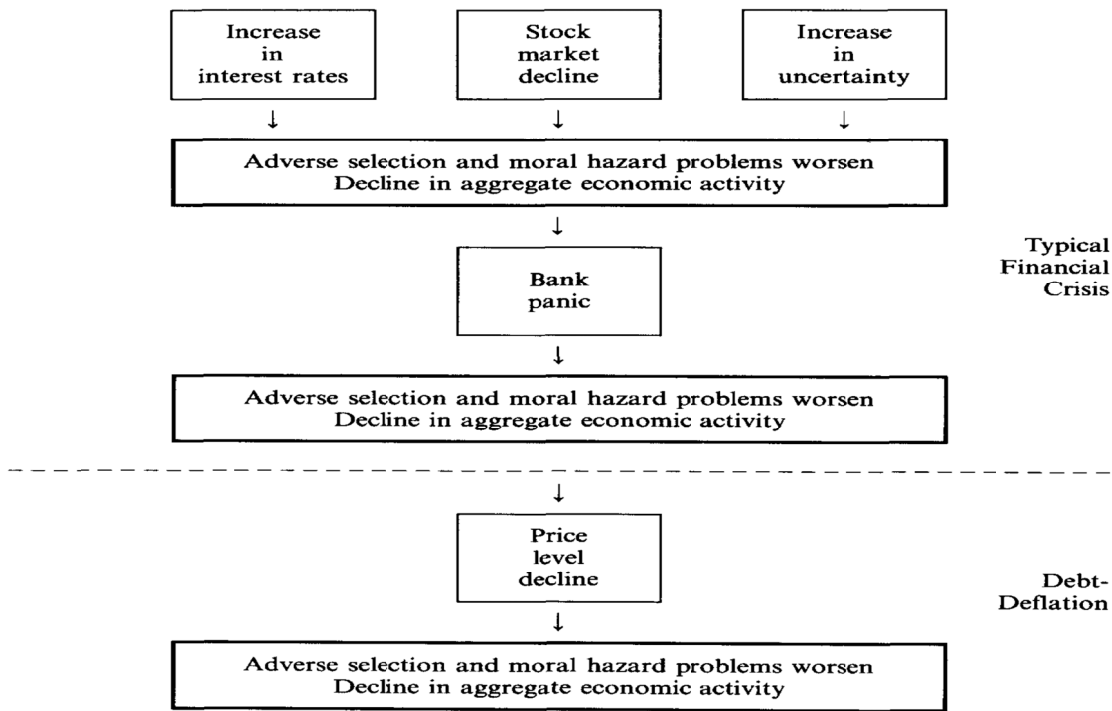 Increase
in
interest rates
Stock
market
decline
Increase
in
uncertainty
Adverse selection and moral hazard problems worsen
Decline in aggregate economic activity
Bank
panic
Typical
Financial
Crisis
Adverse selection and moral hazard problems worsen
Decline in aggregate economic activity
Price
level
decline
Debt-
Deflation
Adverse selection and moral hazard problems worsen
Decline in aggregate economic activity